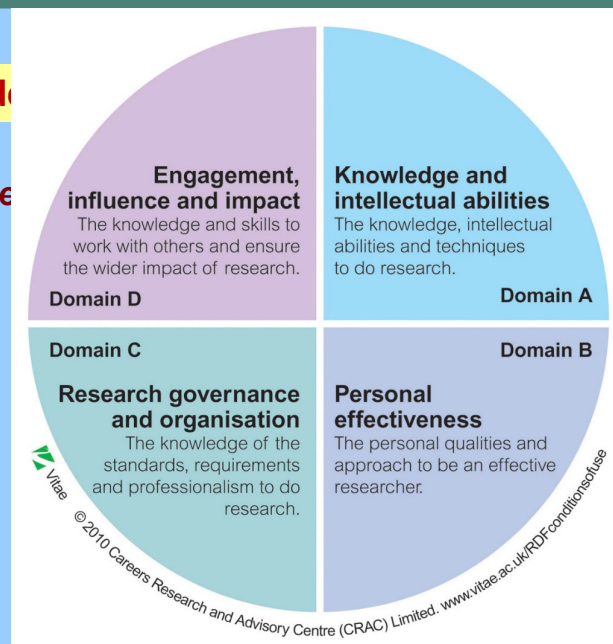 Engagement,
influence and impact
The knowledge and skills to
work with others and ensure
the wider impact of research.
Domain D
Knowledge and
intellectual abilities
The knowledge, intellectual
abilities and techniques
to do research.
Domain A
Domain C
Research governance
and organisation
The knowledge of the
standards, requirements
and professionalism to do
research.
Domain B
Personal
effectiveness
The personal qualities and
approach to be an effective
researcher.
Vitae
© 2010 Careers Research and Advisory Centre (CRAC) Limited. www.vitae.ac.uk/RDFconditionsofuse